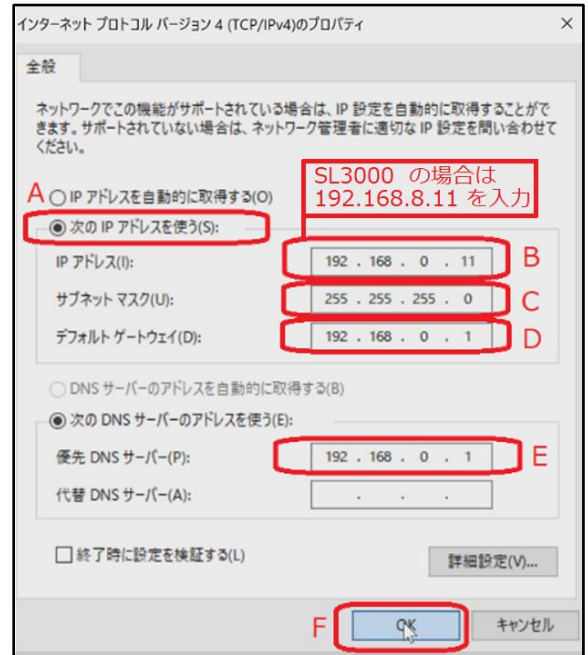 インターネット プロトコル バージョン 4 (TCP/IPv4)のプロパティ
全般
ネットワークでこの機能がサポートされている場合は、IP 設定を自動的に取得することがで
きます。サポートされていない場合は、ネットワーク管理者に適切な IP 設定を問い合わせて
ください。
SL3000 の場合は
192.168.8.11 を入力
A
IP アドレスを自動的に取得する(O)
次の IP アドレスを使う(S):
IP アドレス(I): 192 . 168 . 0 . 11 B
サブネット マスク(U): 255 . 255 . 255 . 0 C
デフォルト ゲートウェイ(D): 192 . 168 . 0 . 1 D
DNS サーバーのアドレスを自動的に取得する(B)
次の DNS サーバーのアドレスを使う(E):
優先 DNS サーバー(P): 192 . 168 . 0 . 1 E
代替 DNS サーバー(A): . . .
終了時に設定を検証する(L)
詳細設定(V)...
F OK キャンセル